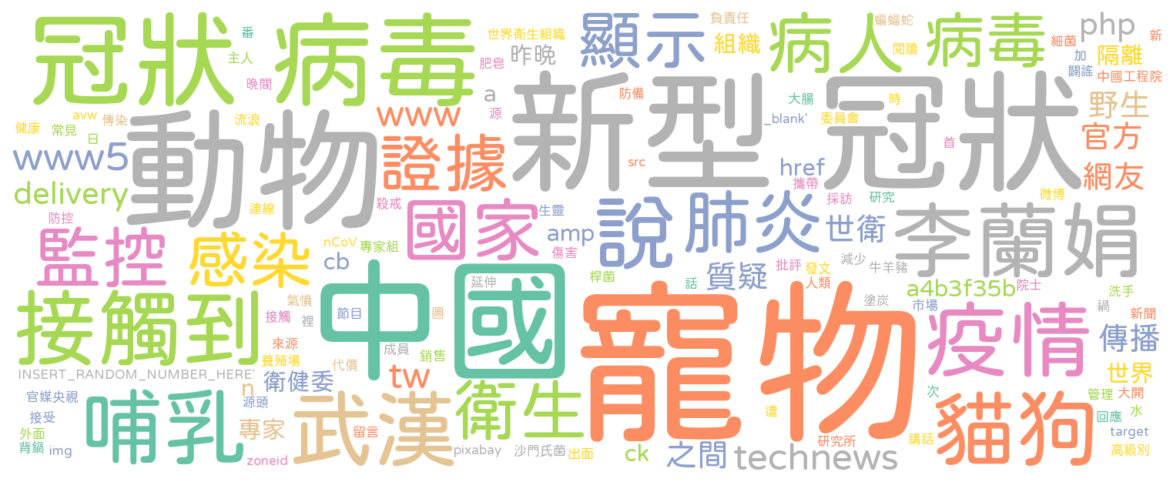 冠狀 病毒
番
主人
世界衛生組織
肥皂
昨晚
顯示
負責任
組織
病人
蝙蝠蛇
閱讀
病毒
php
細菌
新
隔離
加
闢謠
中國工程院
晚間
avw
傳染
健康
常見
日
流浪
www
a
源
防備
新型 冠狀
大腸
_blank'
時
委員會
野生
官方
網友
www5
動物
證據
src
href
攜帶
首
delivery
連線
殺戒
採訪
研究
微博
防控
監控
感染
nCoV
專家組
cb
國家
生靈
amp
傷害
說
肺炎
世衛
李蘭娟
質疑
批評
發文
人類
減少
牛羊豬
話
桿菌
a4b3f35b
院士
洗手
接觸到
氣憤
接觸
裡
節目
圖
中國
延伸
寵物
塗炭
市場
疫情
禍
新聞
傳播
來源
養殖場
成員
銷售
代價
INSERT_RANDOM_NUMBER_HERE'
衛健委
tw
世界
官媒央視
n
源頭
次
管理
大開
接受
哺乳
武漢
衛生
遭
貓狗
水
回應
外面
背鍋
img
專家
留言
zoneid
pixabay
沙門氏菌
出面
ck
之間
technews
研究所
講話
target
高級別